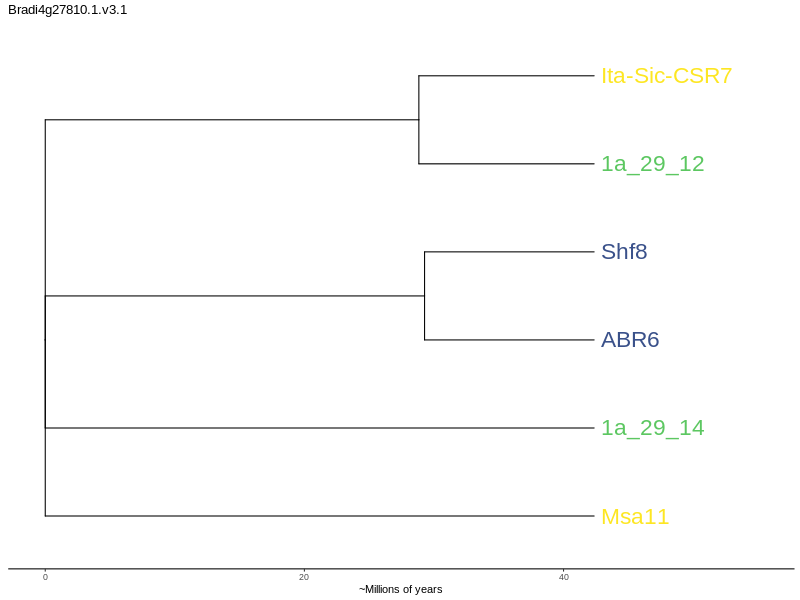 Bradi4g27810.1.v3.1
Ita-Sic-CSR7
1a_29_12
Shf8
ABR6
1a_29_14
Msa11
0 20 40
~Millions of years